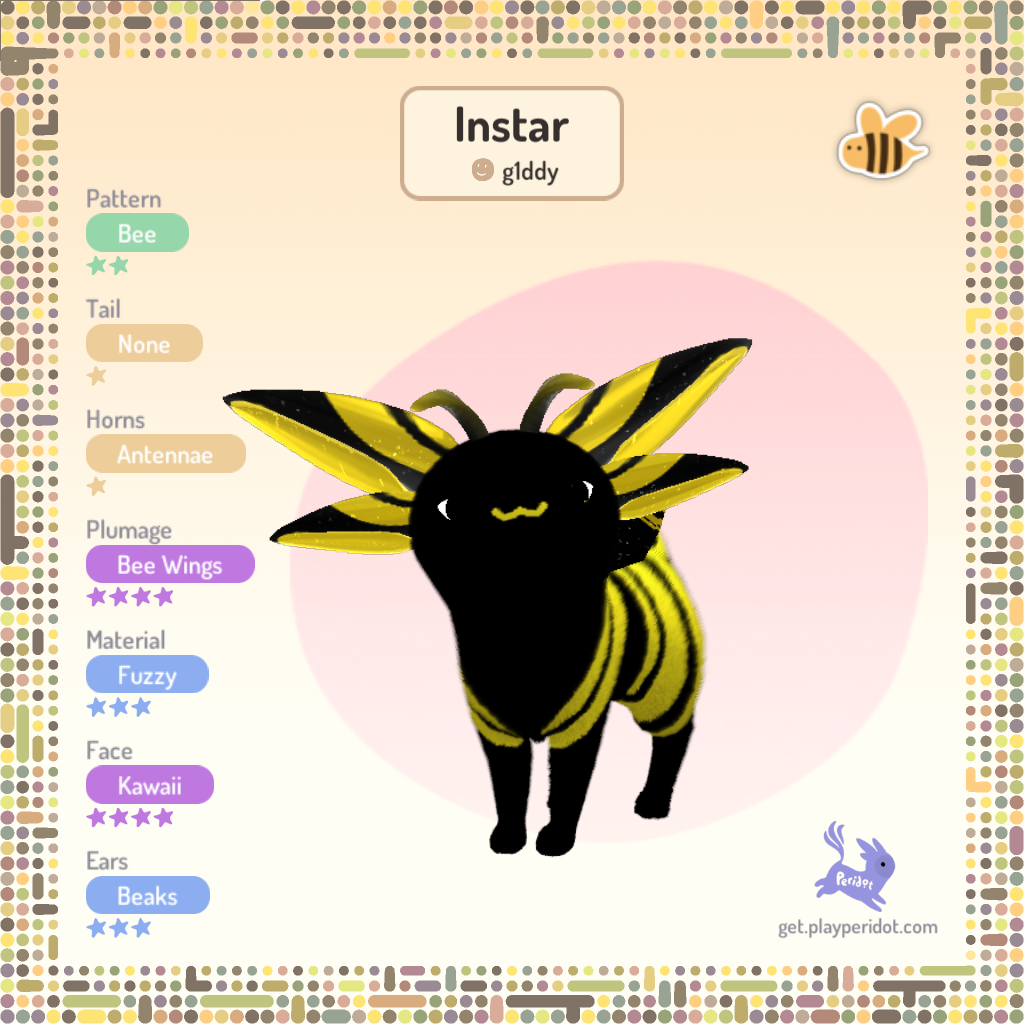 Instar
g1ddy
Pattern
Bee
Tail
None
Horns
Antennae
Plumage
Bee Wings
Material
Fuzzy
Face
Kawaii
Ears
Beaks
Peridot
get.playperidot.com